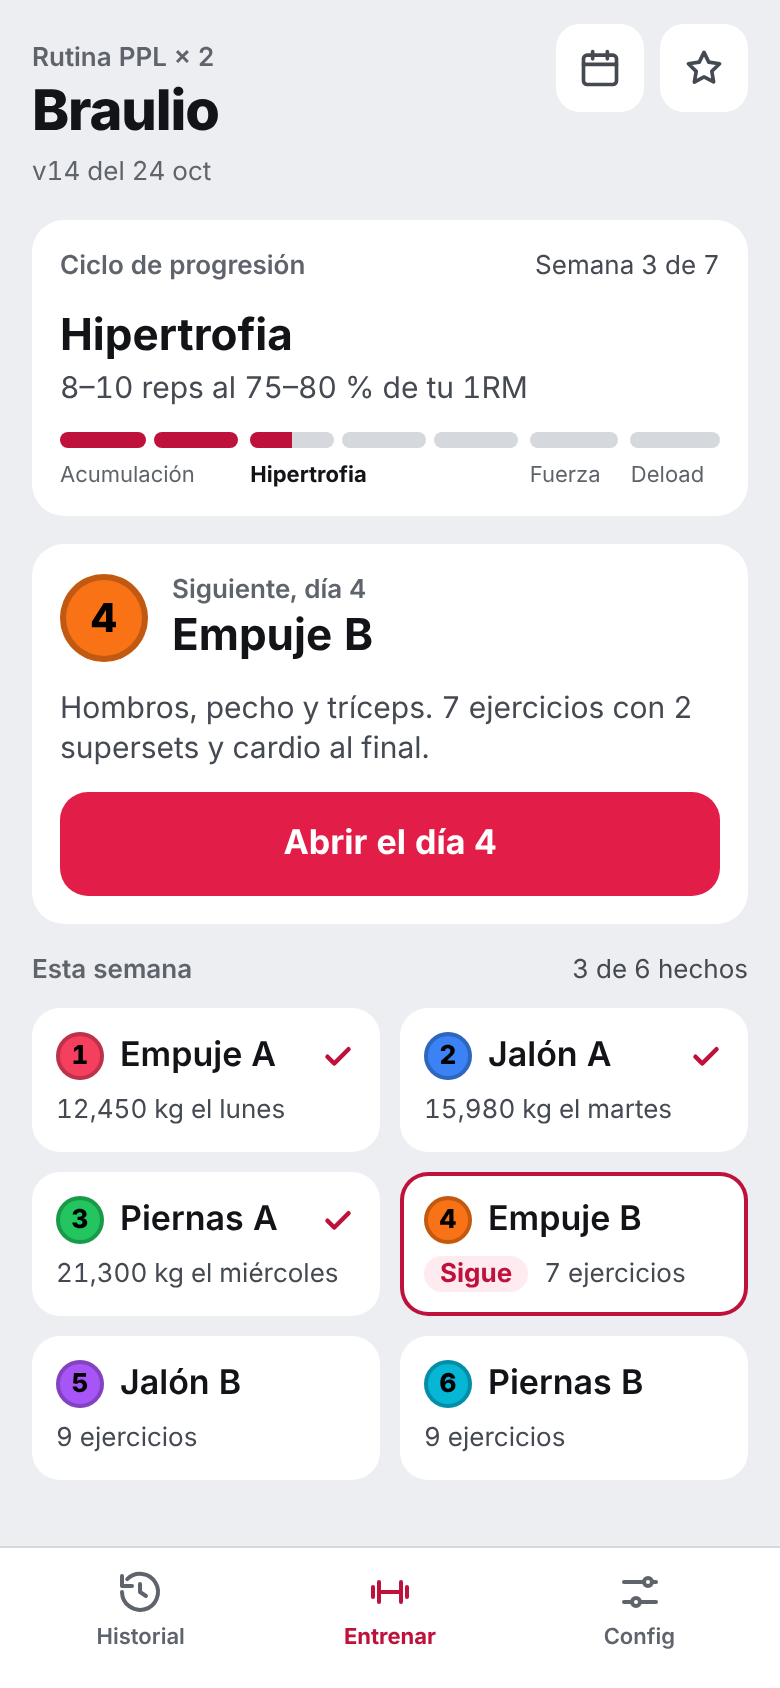 Rutina PPL × 2
Braulio
v14 del 24 oct
Ciclo de progresión
Semana 3 de 7
Hipertrofia
8–10 reps al 75–80 % de tu 1RM
Acumulación
Hipertrofia
Fuerza
Deload
4
Siguiente, día 4
Empuje B
Hombros, pecho y tríceps. 7 ejercicios con 2
supersets y cardio al final.
Abrir el día 4
Esta semana
3 de 6 hechos
1 Empuje A
12,450 kg el lunes
2 Jalón A
15,980 kg el martes
3 Piernas A
21,300 kg el miércoles
4 Empuje B
Sigue 7 ejercicios
5 Jalón B
9 ejercicios
6 Piernas B
9 ejercicios
Historial
Entrenar
Config